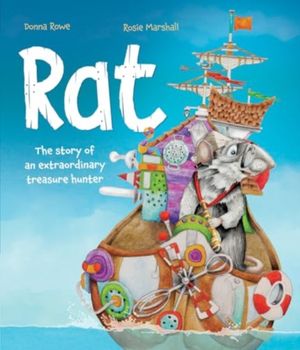 Donna Rowe Rosie Marshall
Rat
The story of
an extraordinary
treasure hunter